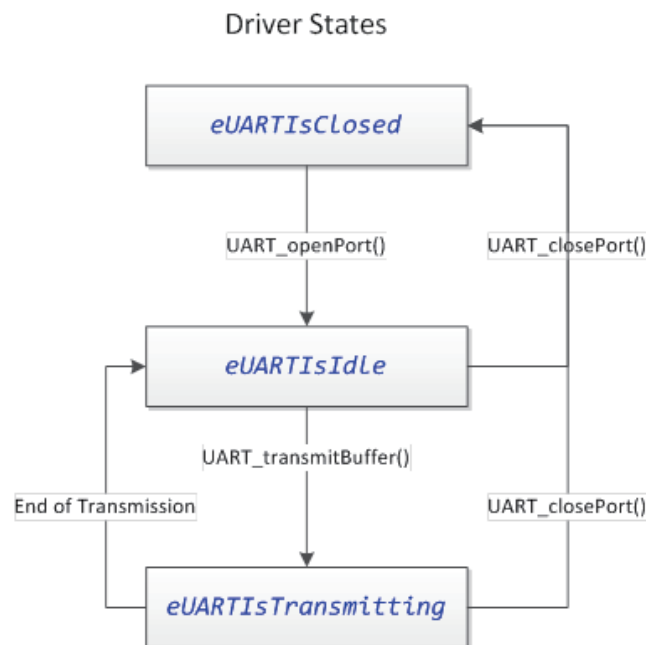 Driver States
eUARTIsClosed
UART_openPort()
UART_closePort()
eUARTIsIdle
UART_transmitBuffer()
End of Transmission
UART_closePort()
eUARTIsTransmitting